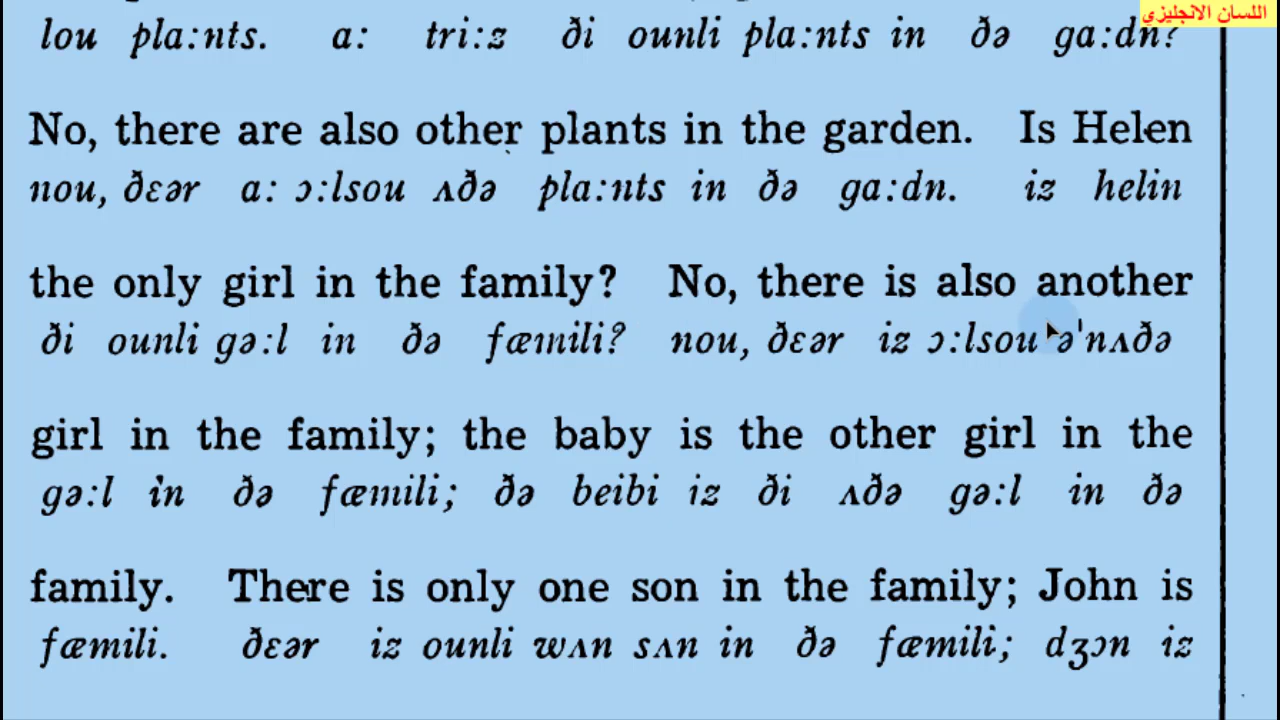 اللسان الانجليزي
lou pla:nts. a: tri:z ði ounli pla:nts in ðə ga:dn?
No, there are also other plants in the garden. Is Helen
nou, ðɛər a: ɔ:lsou ʌðə pla:nts in ðə ga:dn. iz helin
the only girl in the family? No, there is also another
ði ounli gə:l in ðə fæmili? nou, ðɛər iz ɔ:lsou ə'nʌðə
girl in the family; the baby is the other girl in the
gə:l in ðə fæmili; ðə beibi iz ði ʌðə gə:l in ðə
family. There is only one son in the family; John is
fæmili. ðɛər iz ounli wʌn sʌn in ðə fæmili; dʒɔn iz